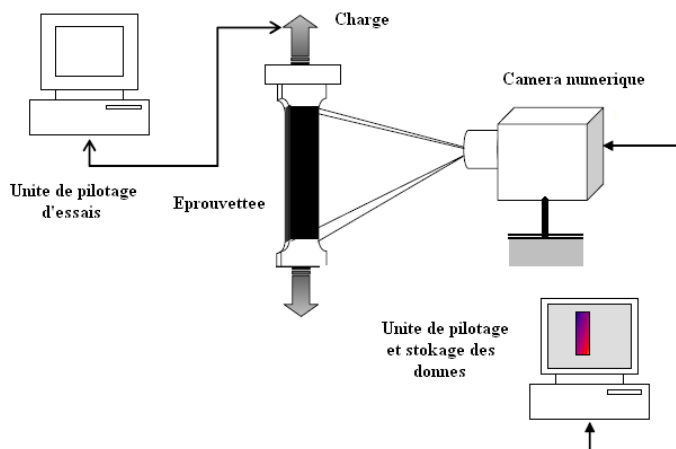 Charge
Camera numerique
Unite de pilotage
d'essais
Eprouvettee
Unite de pilotage
et stokage des
donnes